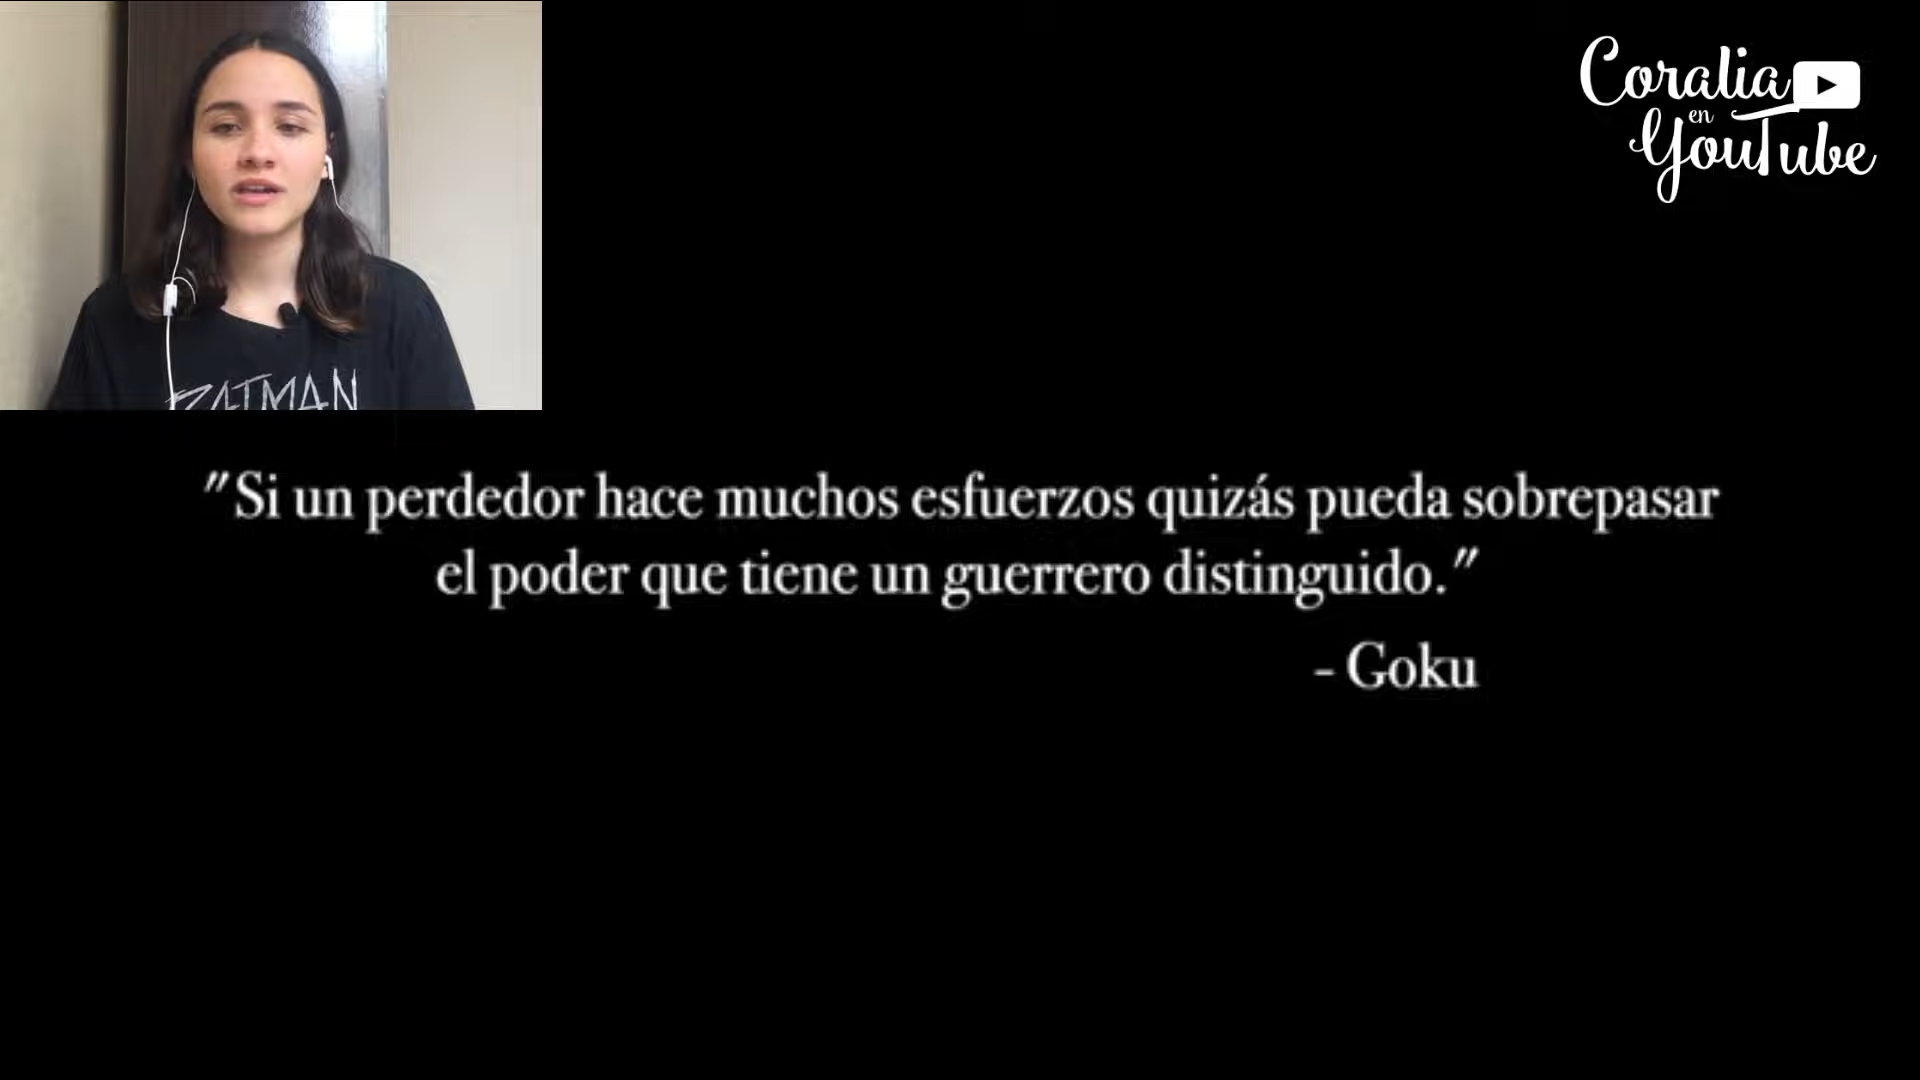 Coralia
en
YouTube
BATMAN
"Si un perdedor hace muchos esfuerzos quizás pueda sobrepasar
el poder que tiene un guerrero distinguido."
- Goku